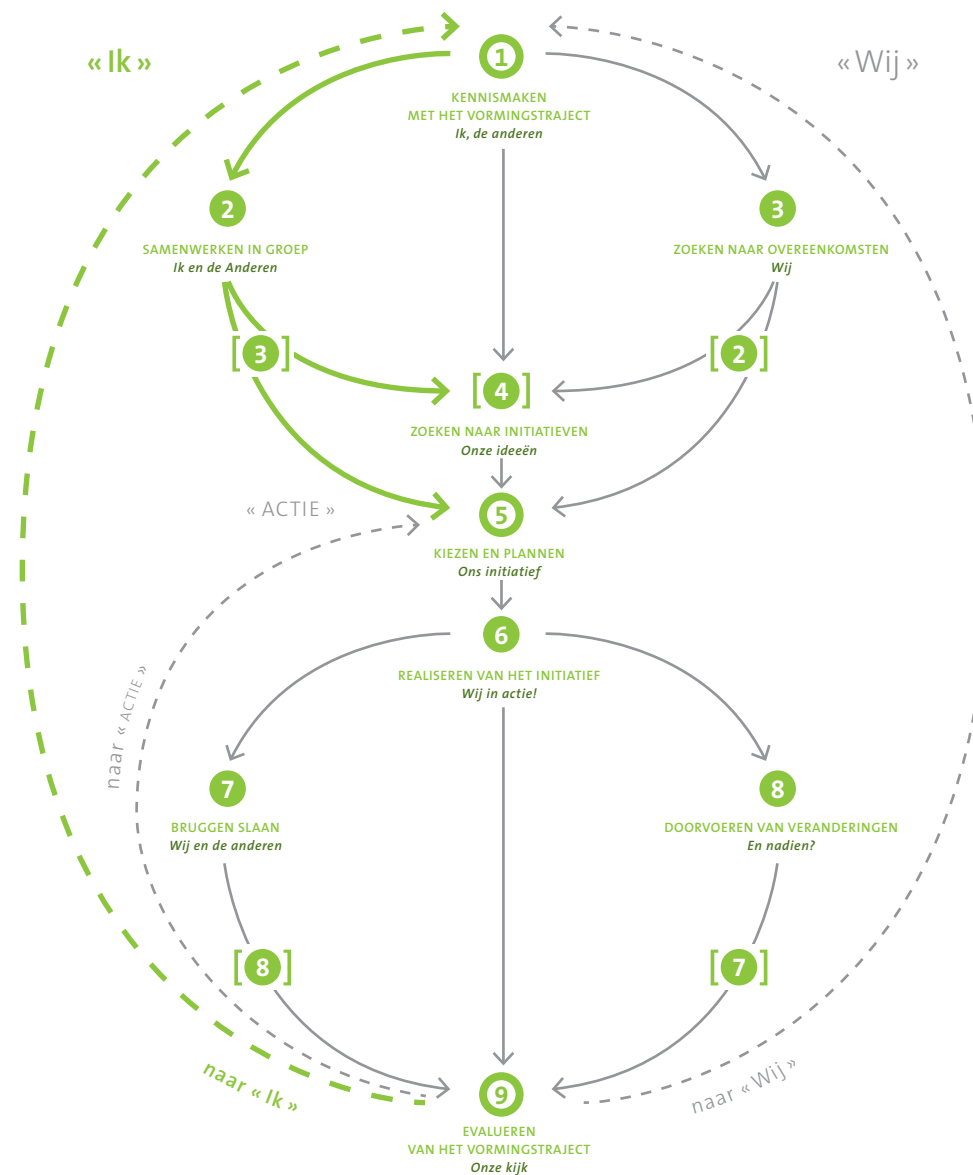 « Ik »
« Wij »
1
KENNISMAKEN
MET HET VORMINGSTRAJECT
Ik, de anderen
2
SAMENWERKEN IN GROEP
Ik en de Anderen
3
ZOEKEN NAAR OVEREENKOMSTEN
Wij
[3]
[2]
[4]
ZOEKEN NAAR INITIATIEVEN
Onze ideeën
« ACTIE »
5
KIEZEN EN PLANNEN
Ons initiatief
6
REALISEREN VAN HET INITIATIEF
Wij in actie!
naar « ACTIE »
7
BRUGGEN SLAAN
Wij en de anderen
8
DOORVOEREN VAN VERANDERINGEN
En nadien?
[8]
[7]
naar « Ik »
naar « Wij »
9
EVALUEREN
VAN HET VORMINGSTRAJECT
Onze kijk